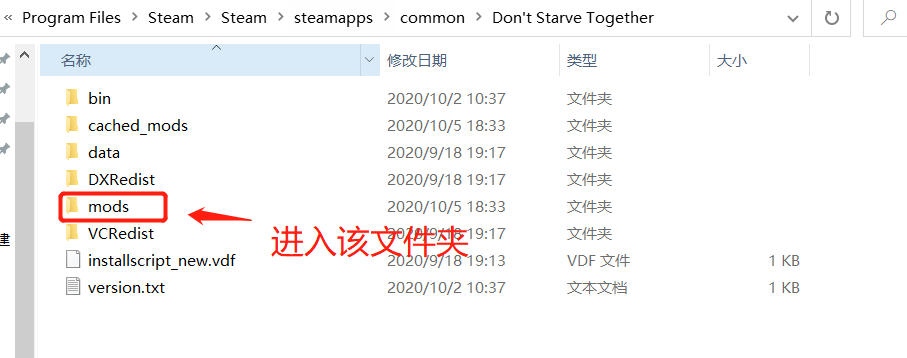 « Program Files > Steam > Steam > steamapps > common > Don't Starve Together
名称 修改日期 类型 大小
bin 2020/10/2 10:37 文件夹
cached_mods 2020/10/5 18:33 文件夹
data 2020/9/18 19:17 文件夹
DXRedist 2020/9/18 19:17 文件夹
mods 2020/10/5 18:33 文件夹
建
VCRedist 2020/9/18 19:17 文件夹
进入该文件夹
installscript_new.vdf 2020/9/18 19:13 VDF 文件 1 KB
version.txt 2020/10/2 10:37 文本文档 1 KB